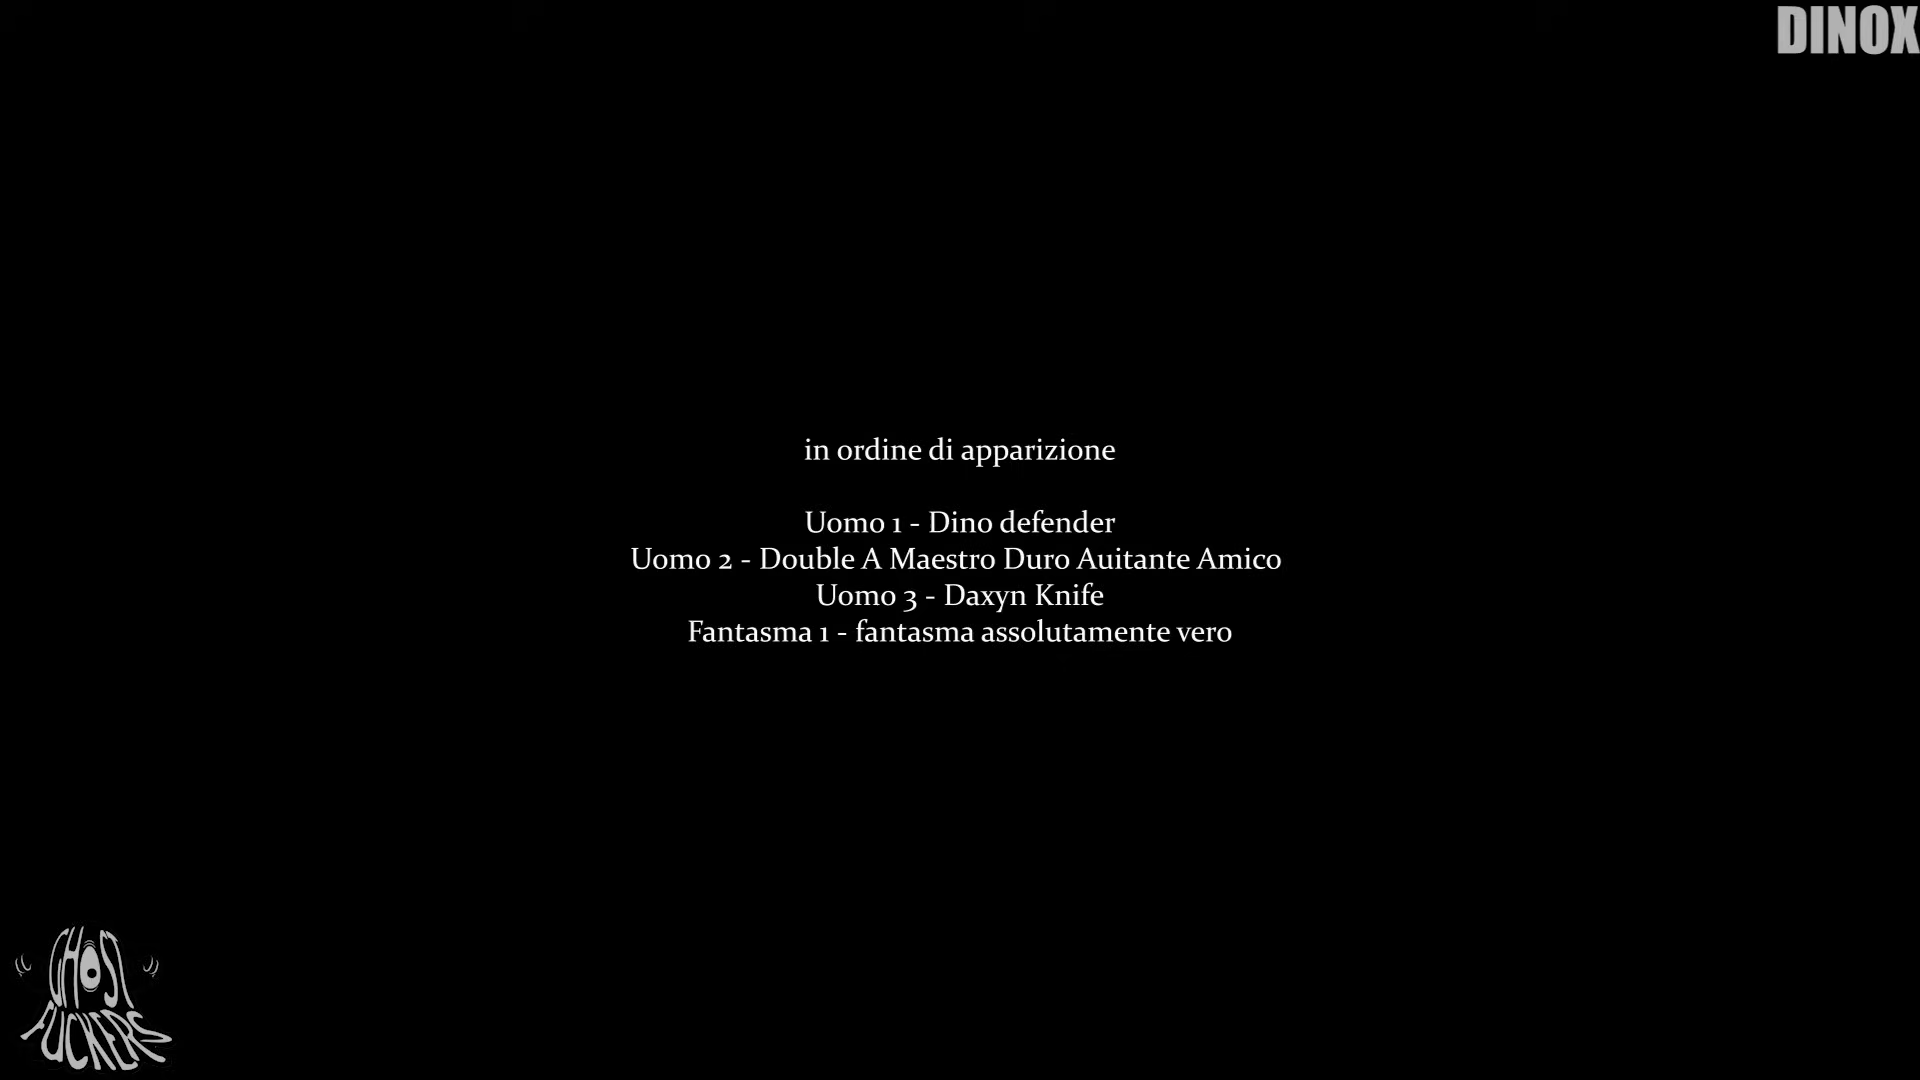 DINOX
in ordine di apparizione
Uomo 1 - Dino defender
Uomo 2 - Double A Maestro Duro Auitante Amico
Uomo 3 - Daxyn Knife
Fantasma 1 - fantasma assolutamente vero
GHOST
FUCKERS